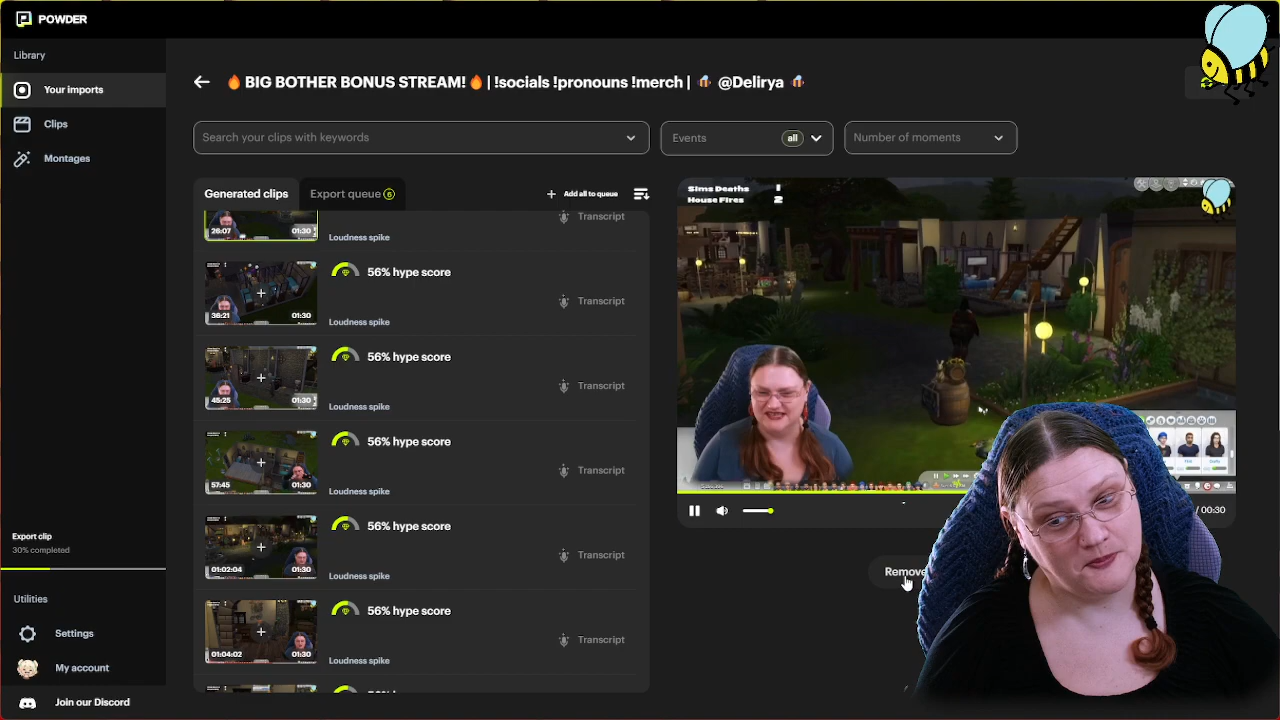 POWDER
Library
Your imports
Clips
Montages
🔥 BIG BOTHER BONUS STREAM!🔥 | !socials !pronouns !merch | 🐝 @Delirya 🐝
Search your clips with keywords
Events
all
Number of moments
Generated clips
Export queue 6
Add all to queue
26:07
01:30
Transcript
Loudness spike
56% hype score
36:21
01:30
Transcript
Loudness spike
56% hype score
45:25
01:30
Transcript
Loudness spike
56% hype score
57:45
01:30
Transcript
Loudness spike
56% hype score
01:02:04
01:30
Transcript
Loudness spike
56% hype score
01:04:02
01:30
Transcript
Loudness spike
Sims Deaths 1
House Fires 2
/ 00:30
Remove
Export clip
30% completed
Utilities
Settings
My account
Join our Discord